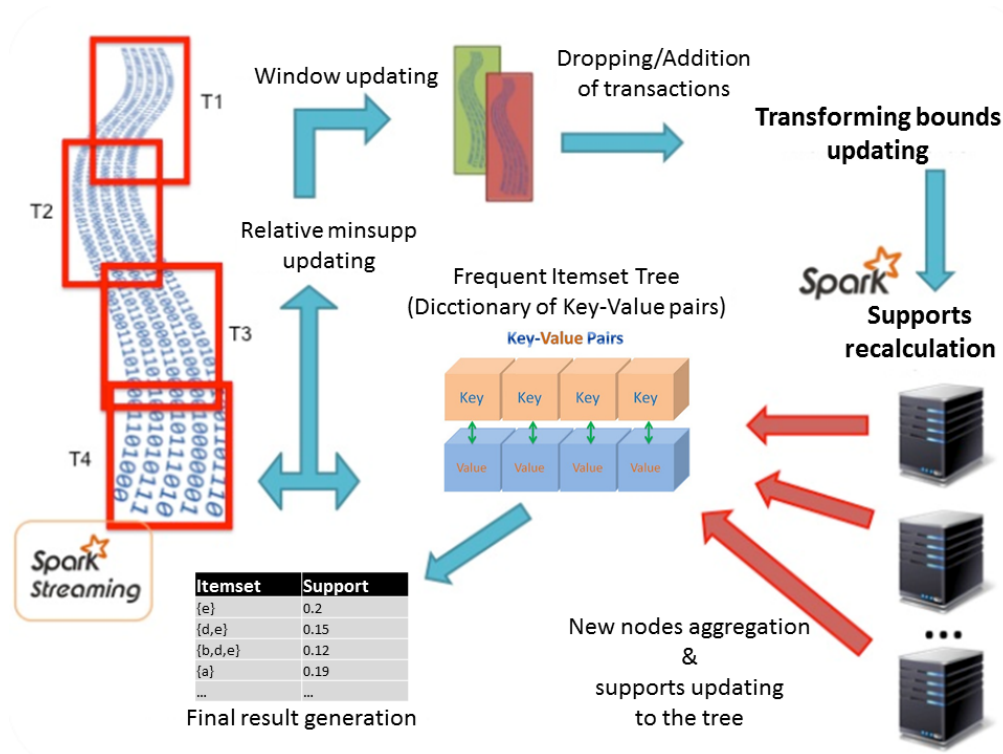 T1
T2
T3
T4
Spark
Streaming
Window updating
Relative minsupp
updating
Dropping/Addition
of transactions
Transforming bounds
updating
Spark
Supports
recalculation
Frequent Itemset Tree
(Dicctionary of Key-Value pairs)
Key-Value Pairs
Key Key Key Key
Value Value Value Value
New nodes aggregation
&
supports updating
to the tree
...
Itemset Support
{e} 0.2
{d,e} 0.15
{b,d,e} 0.12
{a} 0.19
... ...
Final result generation